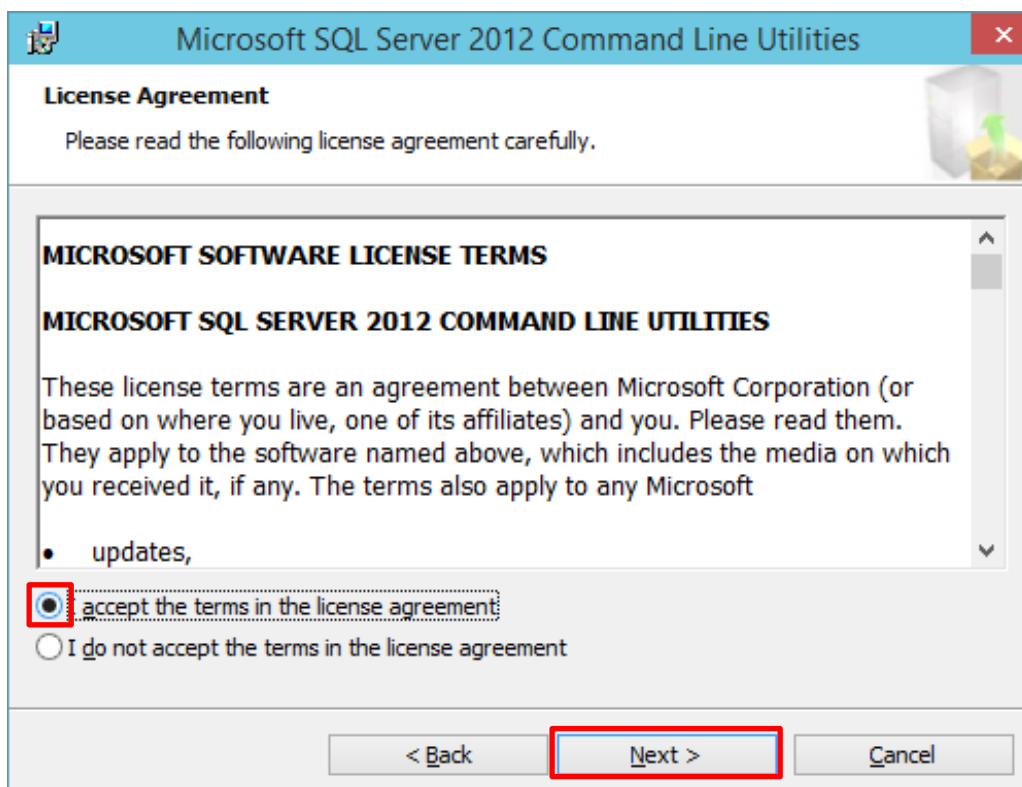 Microsoft SQL Server 2012 Command Line Utilities
License Agreement
Please read the following license agreement carefully.
MICROSOFT SOFTWARE LICENSE TERMS
MICROSOFT SQL SERVER 2012 COMMAND LINE UTILITIES
These license terms are an agreement between Microsoft Corporation (or
based on where you live, one of its affiliates) and you. Please read them.
They apply to the software named above, which includes the media on which
you received it, if any. The terms also apply to any Microsoft
• updates,
I accept the terms in the license agreement
I do not accept the terms in the license agreement
< Back Next > Cancel